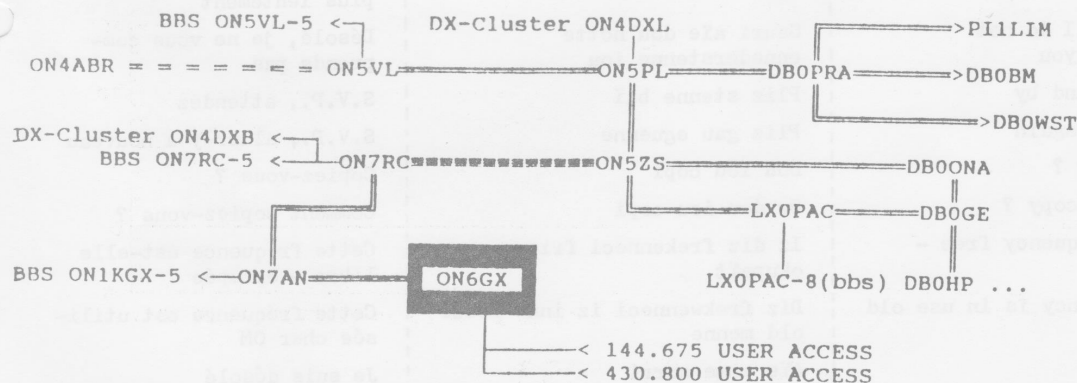 BBS ON5VL-5 <
DX-Cluster ON4DXL
>PI1LIM
ON4ABR = = = = = = ON5VL
ON5PL
DB0PRA
>DB0BM
>DB0WST
DX-Cluster ON4DXB
BBS ON7RC-5 <
ON7RC
ON5ZS
DB0ONA
LX0PAC
DB0GE
BBS ON1KGX-5 <
ON7AN
ON6GX
LX0PAC-8(bbs) DB0HP ...
< 144.675 USER ACCESS
< 430.800 USER ACCESS